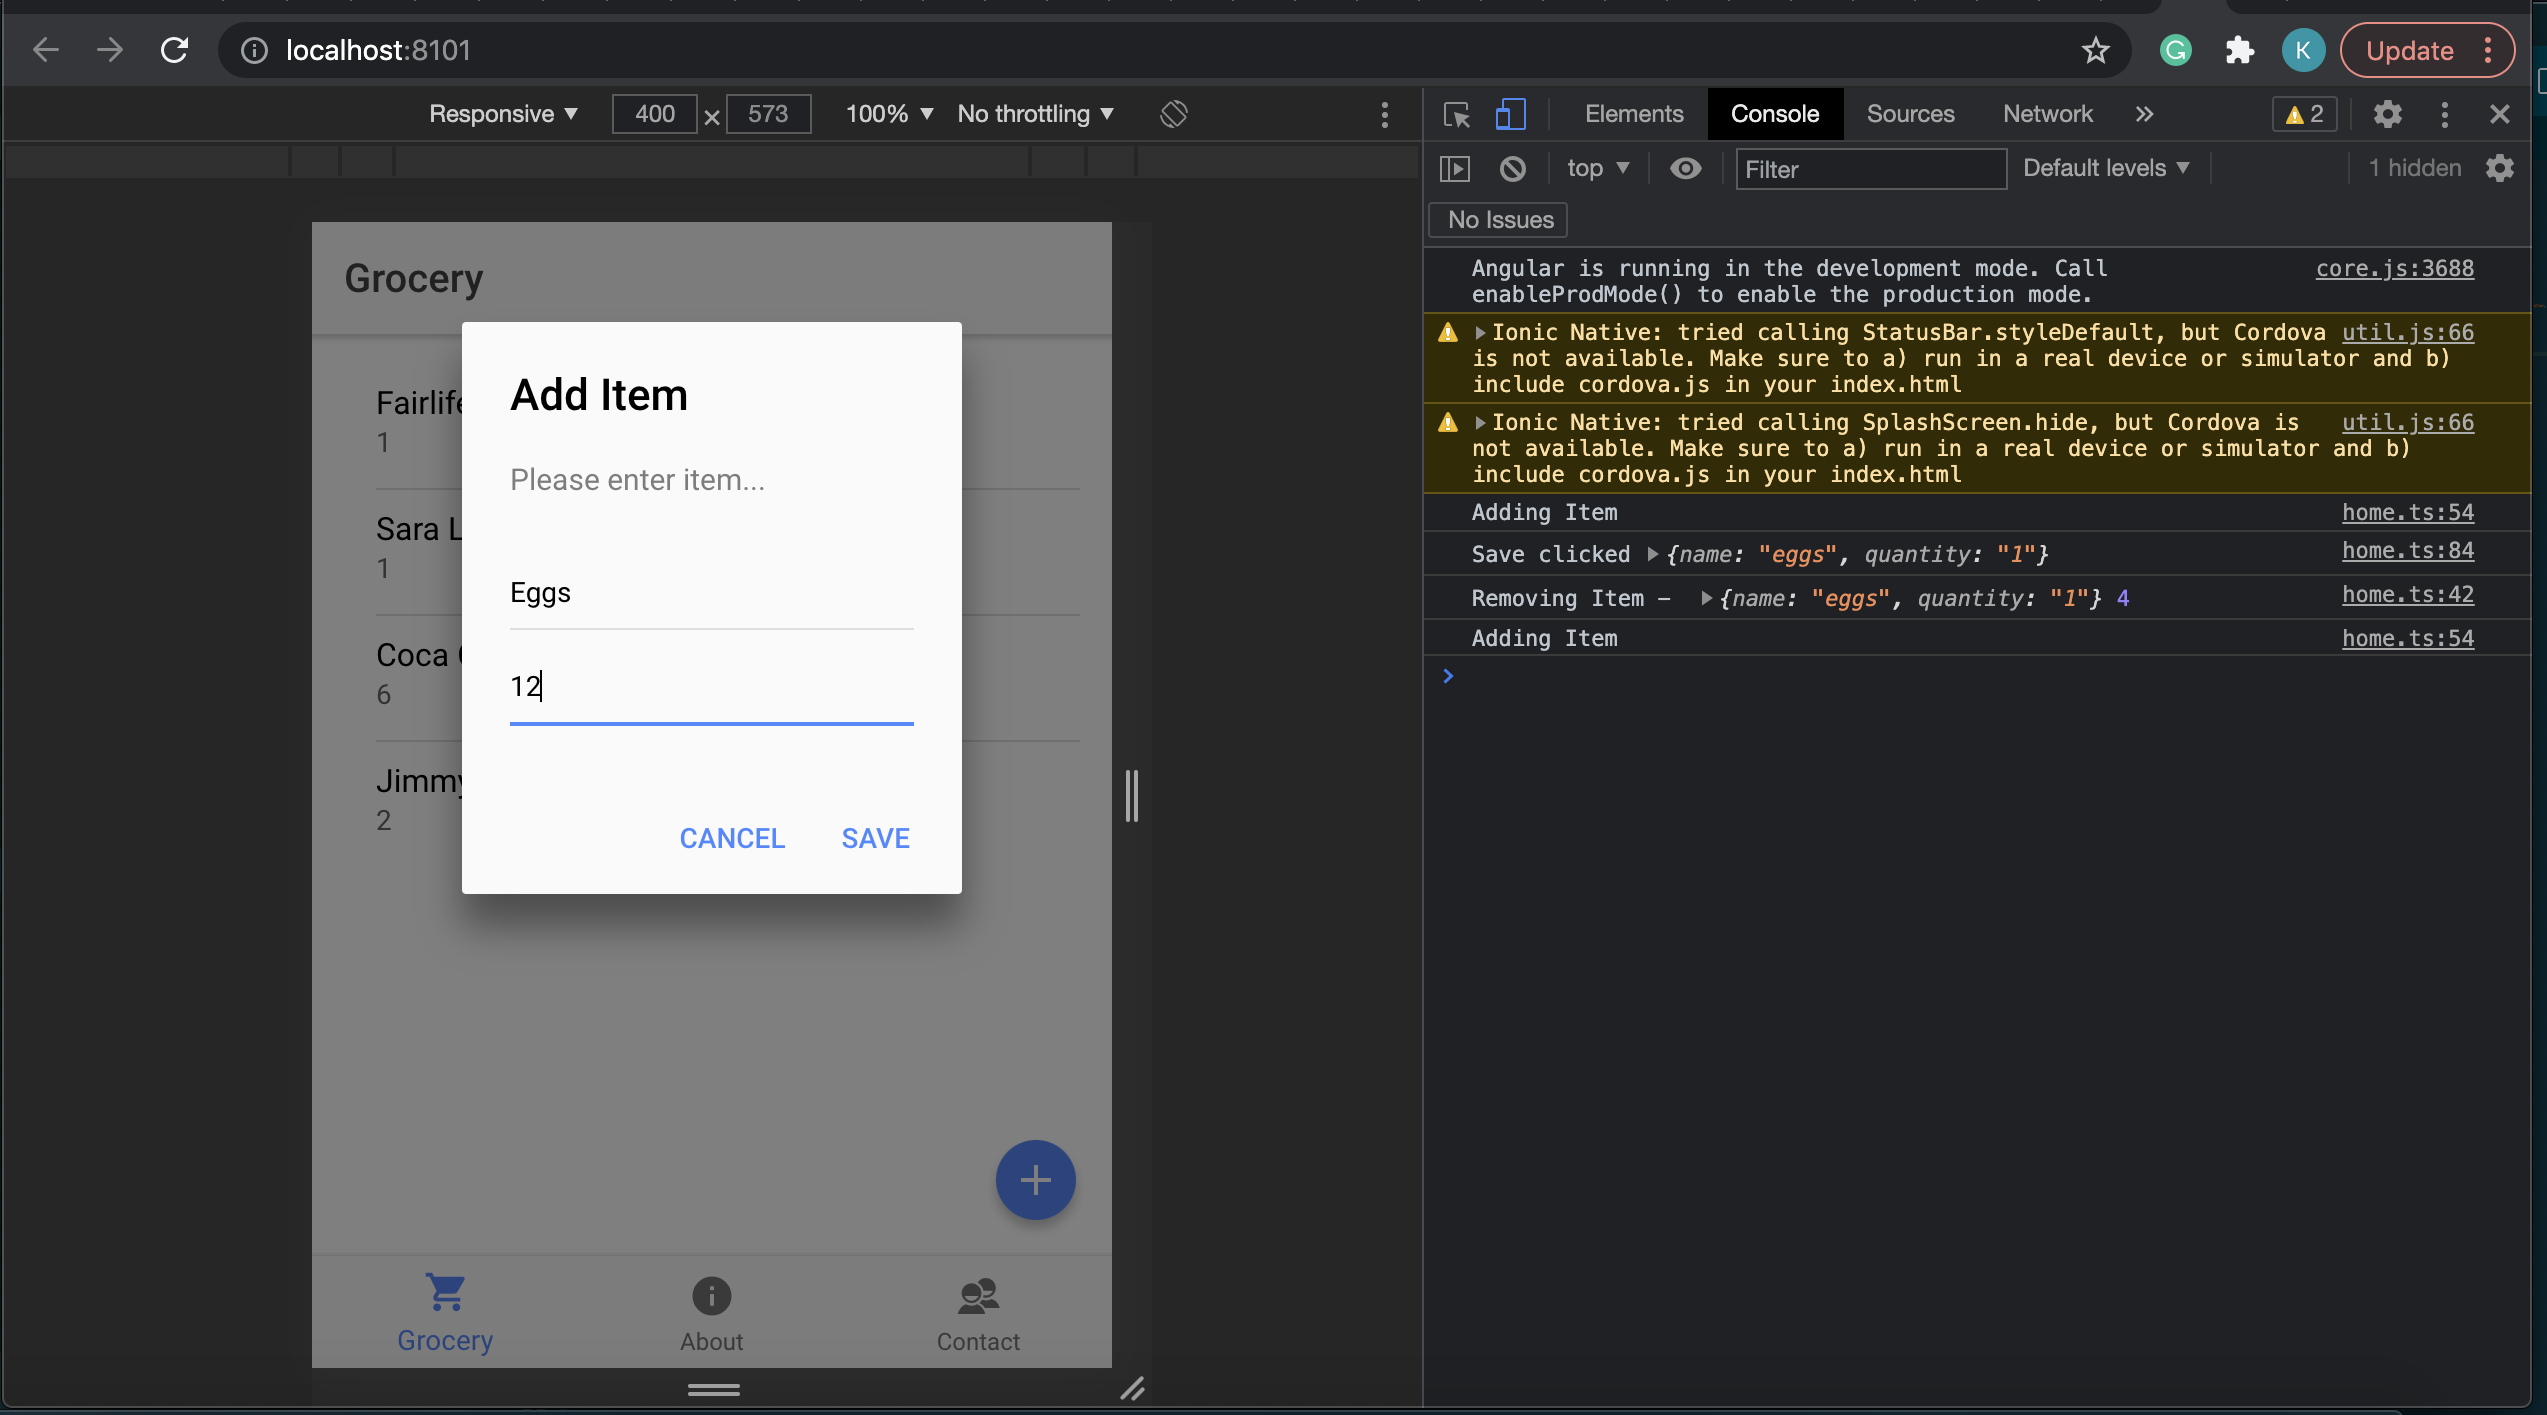 localhost:8101
K
Update
Responsive ▼ 400 × 573 100% ▼ No throttling ▼
Elements Console Sources Network » 2
top ▼ Filter Default levels ▼ 1 hidden
No Issues
Grocery
Fairlife
1
Sara L
1
Coca
6
Jimmy
2
Add Item
Please enter item...
Eggs
12
CANCEL SAVE
Grocery About Contact
Angular is running in the development mode. Call core.js:3688
enableProdMode() to enable the production mode.
Ionic Native: tried calling StatusBar.styleDefault, but Cordova util.js:66
is not available. Make sure to a) run in a real device or simulator and b)
include cordova.js in your index.html
Ionic Native: tried calling SplashScreen.hide, but Cordova is util.js:66
not available. Make sure to a) run in a real device or simulator and b)
include cordova.js in your index.html
Adding Item home.ts:54
Save clicked ▶{name: "eggs", quantity: "1"} home.ts:84
Removing Item – ▶{name: "eggs", quantity: "1"} 4 home.ts:42
Adding Item home.ts:54